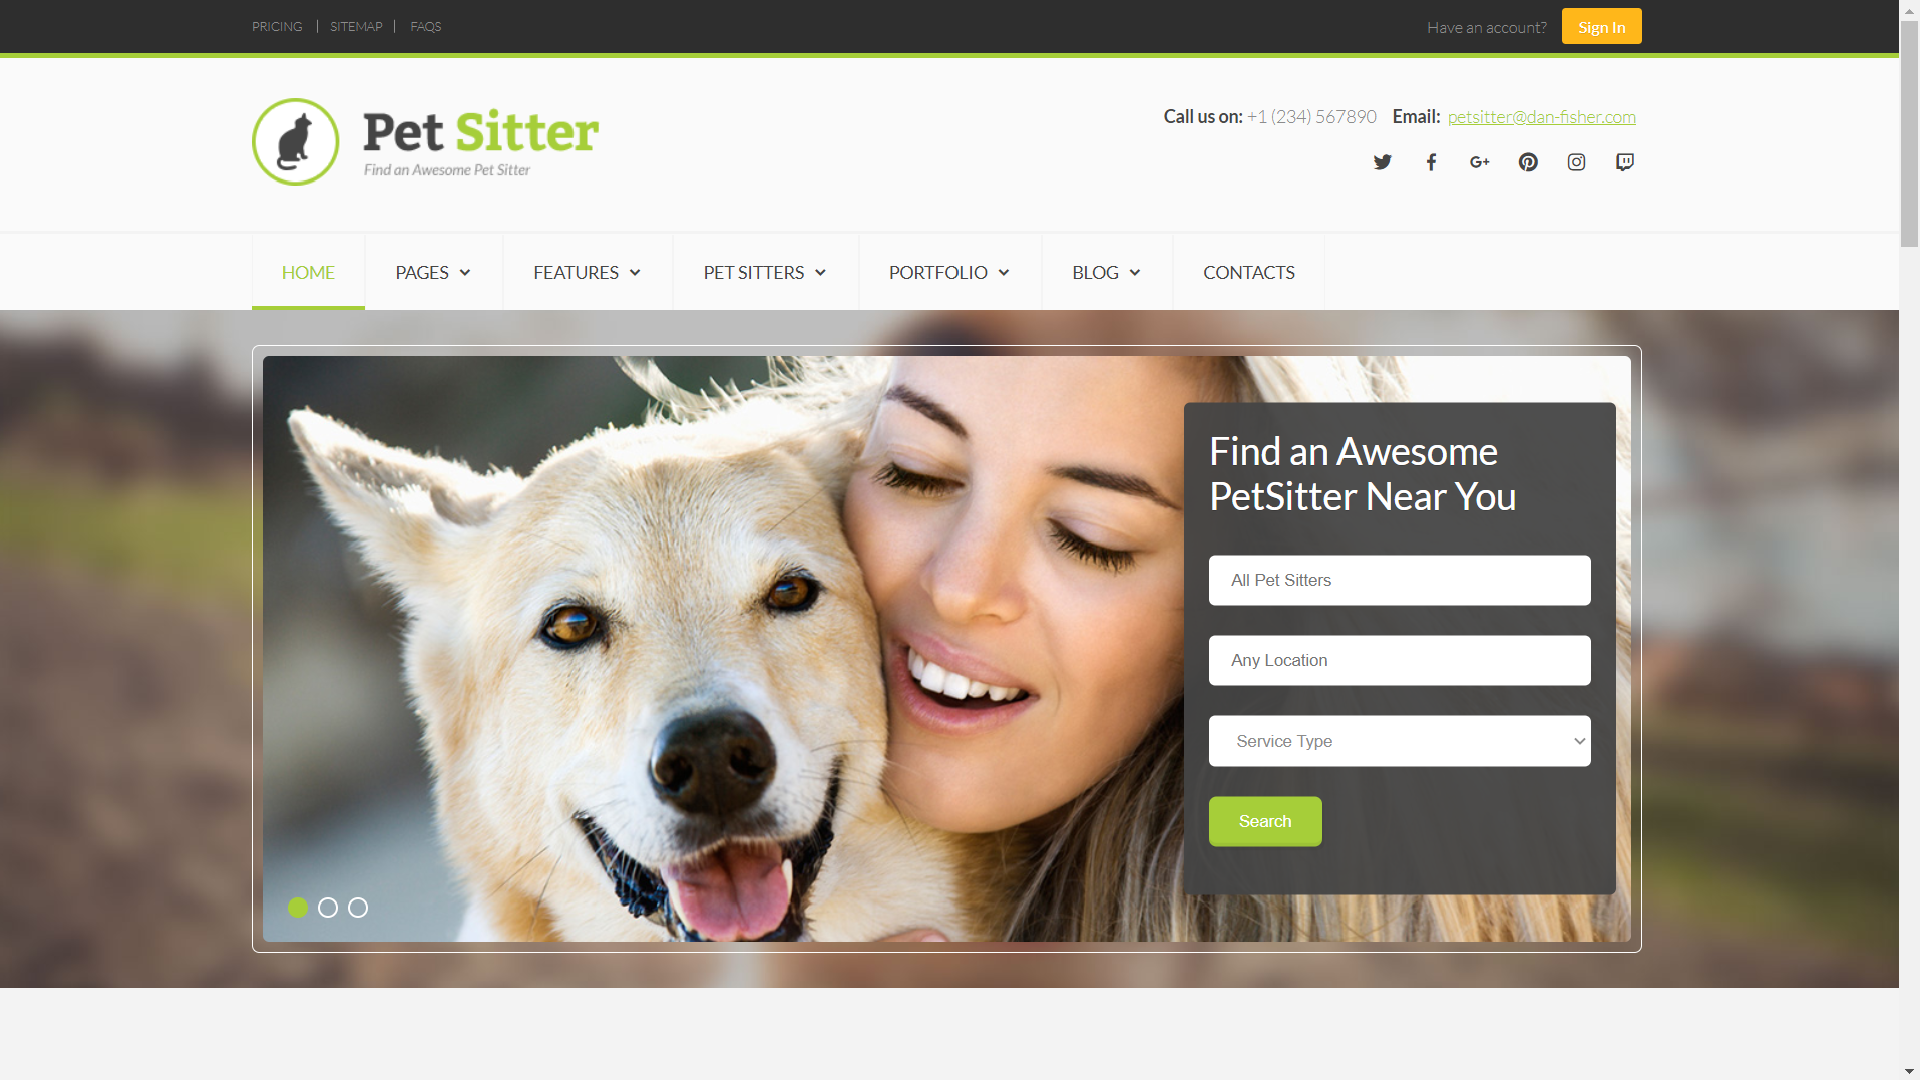 PRICING | SITEMAP | FAQS
Have an account? Sign In
Pet Sitter
Find an Awesome Pet Sitter
Call us on: +1 (234) 567890 Email: petsitter@dan-fisher.com
HOME PAGES FEATURES PET SITTERS PORTFOLIO BLOG CONTACTS
Find an Awesome
PetSitter Near You
All Pet Sitters
Any Location
Service Type
Search